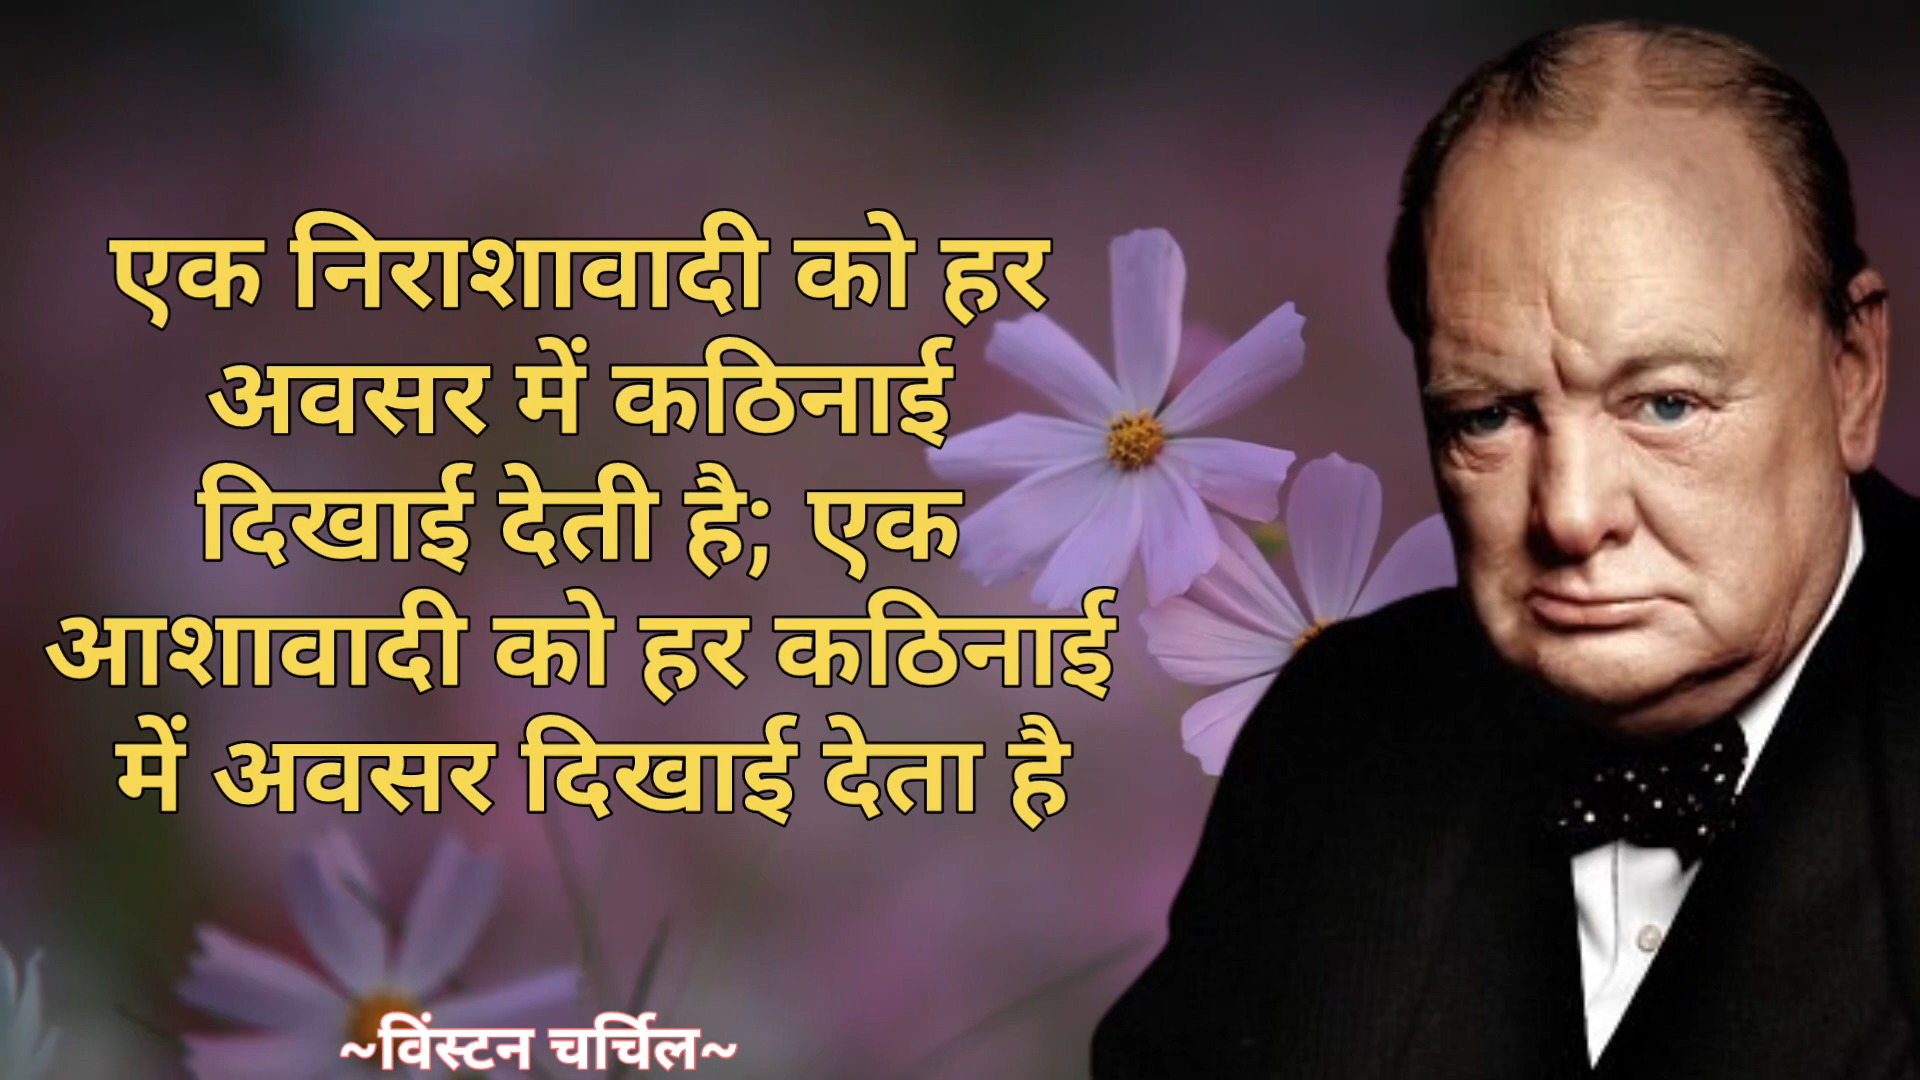 एक निराशावादी को हर
अवसर में कठिनाई
दिखाई देती है; एक
आशावादी को हर कठिनाई
में अवसर दिखाई देता है
~विंस्टन चर्चिल~